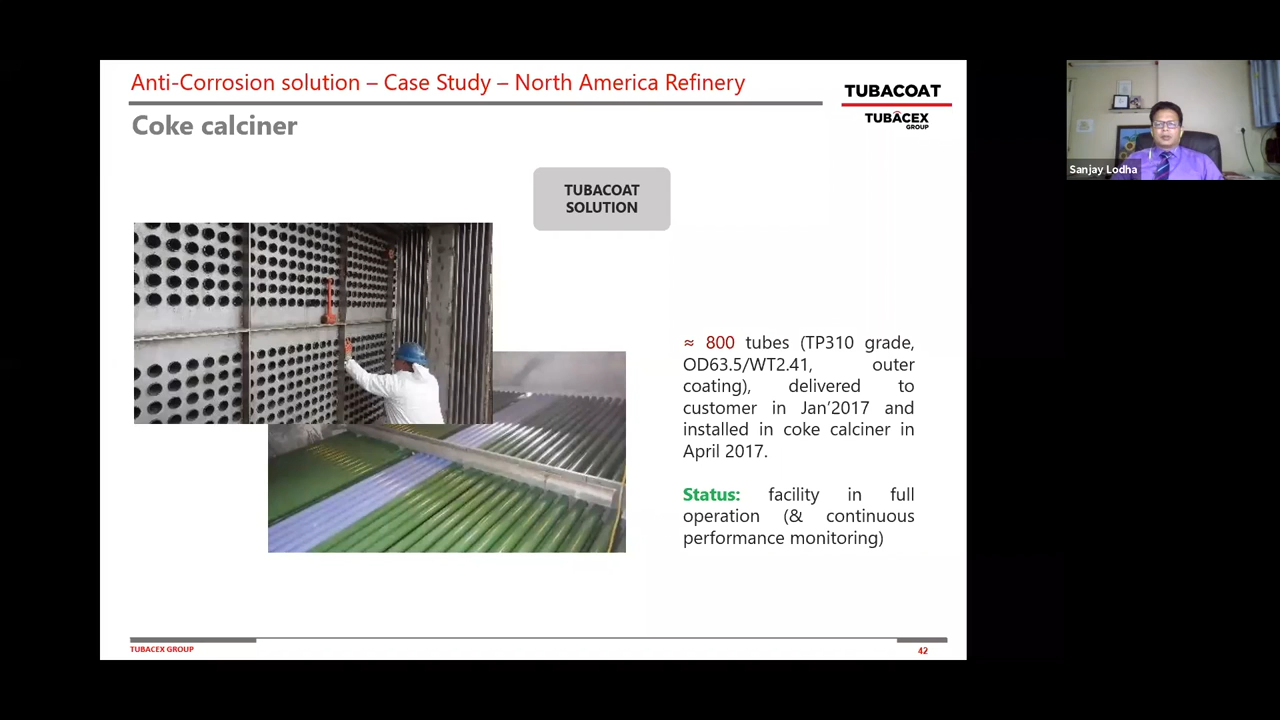 Anti-Corrosion solution – Case Study – North America Refinery
TUBACOAT
TUBACEX
GROUP
Coke calciner
TUBACOAT
SOLUTION
Sanjay Lodha
≈ 800 tubes (TP310 grade,
OD63.5/WT2.41, outer
coating), delivered to
customer in Jan’2017 and
installed in coke calciner in
April 2017.
Status: facility in full
operation (& continuous
performance monitoring)
TUBACEX GROUP
42